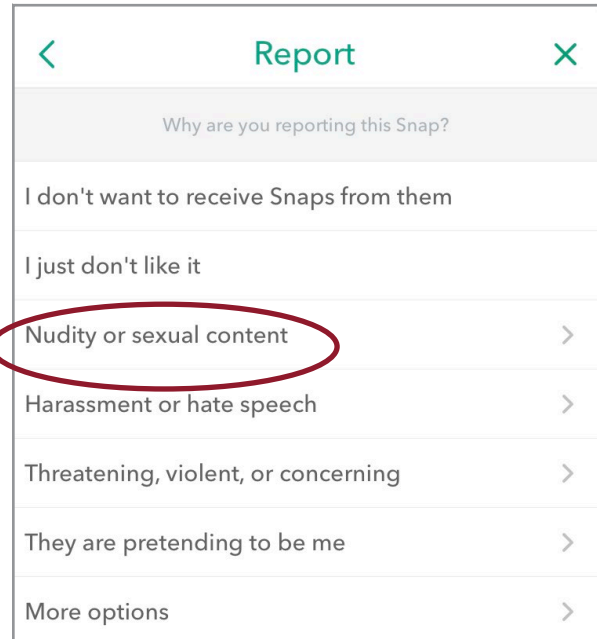 Report
Why are you reporting this Snap?
I don't want to receive Snaps from them
I just don't like it
Nudity or sexual content
Harassment or hate speech
Threatening, violent, or concerning
They are pretending to be me
More options